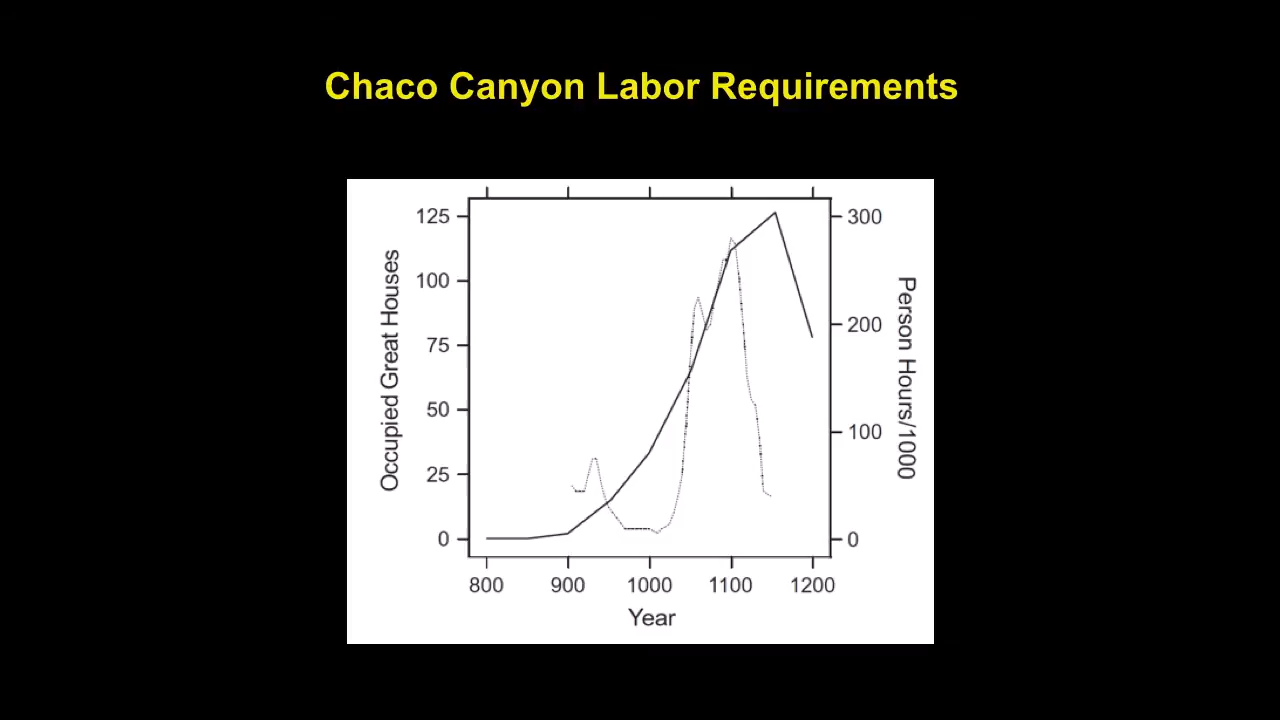 Chaco Canyon Labor Requirements
125
100
75
50
25
0
Occupied Great Houses
300
200
100
0
Person Hours/1000
800 900 1000 1100 1200
Year